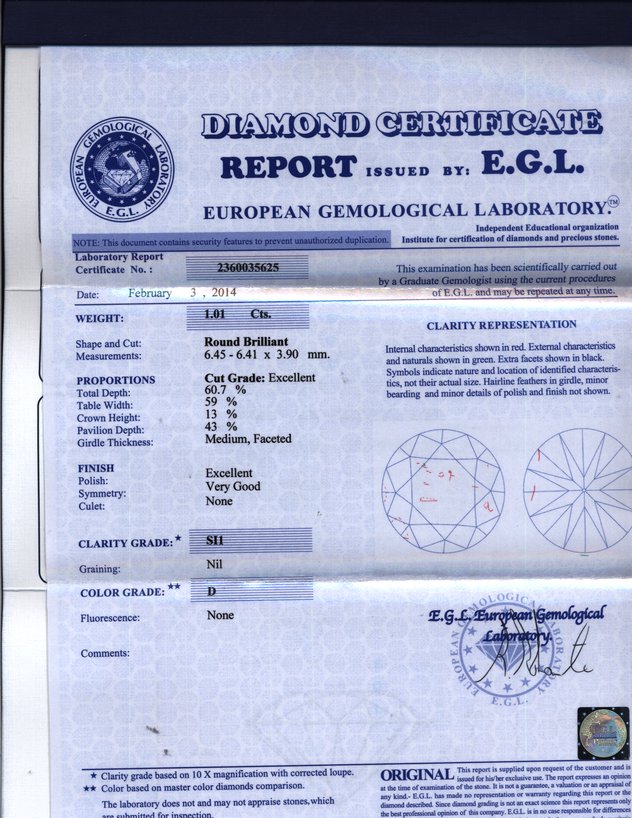 DIAMOND CERTIFICATE
REPORT ISSUED BY: E.G.L.
EUROPEAN GEMOLOGICAL LABORATORY.™
EUROPEAN GEMOLOGICAL LABORATORY
E.G.L.
Independent Educational organization
Institute for certification of diamonds and precious stones.
NOTE: This document contains security features to prevent unauthorized duplication.
Laboratory Report
Certificate No. : 2360035625
Date: February 3 , 2014
This examination has been scientifically carried out
by a Graduate Gemologist using the current procedures
of E.G.L. and may be repeated at any time.
WEIGHT: 1.01 Cts.
Shape and Cut: Round Brilliant
Measurements: 6.45 - 6.41 x 3.90 mm.
PROPORTIONS Cut Grade: Excellent
Total Depth: 60.7 %
Table Width: 59 %
Crown Height: 13 %
Pavilion Depth: 43 %
Girdle Thickness: Medium, Faceted
FINISH
Polish: Excellent
Symmetry: Very Good
Culet: None
CLARITY GRADE:★ SI1
Graining: Nil
COLOR GRADE:★★ D
Fluorescence: None
Comments:
CLARITY REPRESENTATION
Internal characteristics shown in red. External characteristics
and naturals shown in green. Extra facets shown in black.
Symbols indicate nature and location of identified characteris-
tics, not their actual size. Hairline feathers in girdle, minor
bearding and minor details of polish and finish not shown.
E.G.L. European Gemological
Laboratory.
EUROPEAN GEMOLOGICAL LABORATORY
E.G.L.
★ Clarity grade based on 10 X magnification with corrected loupe.
★★ Color based on master color diamonds comparison.
The laboratory does not and may not appraise stones,which
are submitted for inspection.
ORIGINAL This report is supplied upon request of the customer and is
issued for his/her exclusive use. The report expresses an opinion
at the time of examination of the stone. It is not a guarantee, a valuation or an appraisal of
any kind.- E.G.L. has made no representation or warranty regarding this report or the
diamond described. Since diamond grading is not an exact science this report represents only
the best professional opinion of this company. E.G.L. is in no case responsible for differences